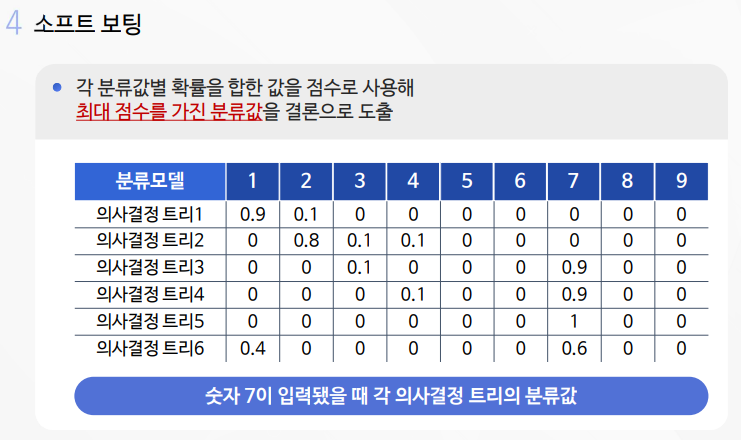 4 소프트 보팅
각 분류값별 확률을 합한 값을 점수로 사용해
최대 점수를 가진 분류값을 결론으로 도출
분류모델 1 2 3 4 5 6 7 8 9
의사결정 트리1 0.9 0.1 0 0 0 0 0 0 0
의사결정 트리2 0 0.8 0.1 0.1 0 0 0 0 0
의사결정 트리3 0 0 0.1 0 0 0 0.9 0 0
의사결정 트리4 0 0 0 0.1 0 0 0.9 0 0
의사결정 트리5 0 0 0 0 0 0 1 0 0
의사결정 트리6 0.4 0 0 0 0 0 0.6 0 0
숫자 7이 입력됐을 때 각 의사결정 트리의 분류값